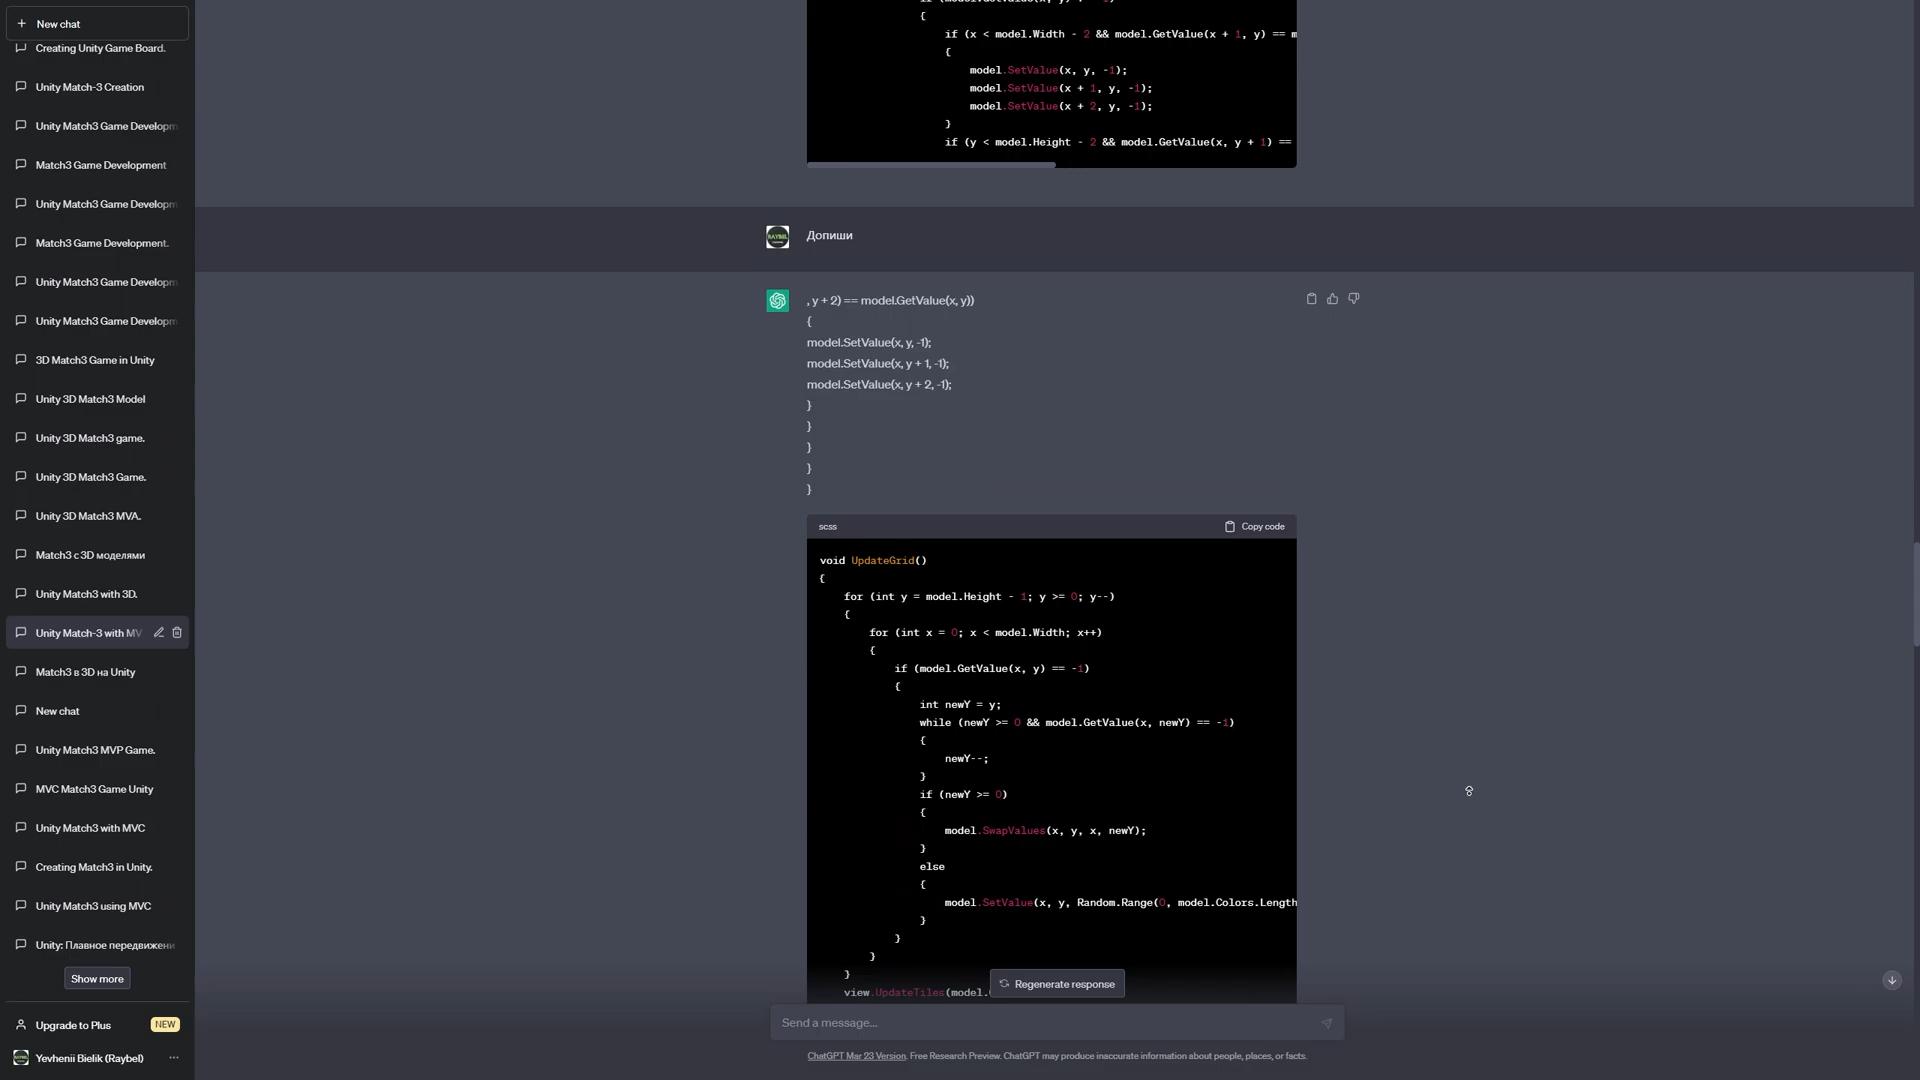 New chat
Creating Unity Game Board.
Unity Match-3 Creation
Unity Match3 Game Developm
Match3 Game Development
Unity Match3 Game Developm
Match3 Game Development.
Unity Match3 Game Developm
Unity Match3 Game Developm
3D Match3 Game in Unity
Unity 3D Match3 Model
Unity 3D Match3 game.
Unity 3D Match3 Game.
Unity 3D Match3 MVA.
Match3 с 3D моделями
Unity Match3 with 3D.
Unity Match-3 with MV
Match3 в 3D на Unity
New chat
Unity Match3 MVP Game.
MVC Match3 Game Unity
Unity Match3 with MVC
Creating Match3 in Unity.
Unity Match3 using MVC
Unity: Плавное передвижени
Show more
Upgrade to Plus NEW
Yevhenii Bielik (Raybel)
{
if (x < model.Width - 2 && model.GetValue(x + 1, y) == m
{
model.SetValue(x, y, -1);
model.SetValue(x + 1, y, -1);
model.SetValue(x + 2, y, -1);
}
if (y < model.Height - 2 && model.GetValue(x, y + 1) ==
RAYBEL
Допиши
, y + 2) == model.GetValue(x, y))
{
model.SetValue(x, y, -1);
model.SetValue(x, y + 1, -1);
model.SetValue(x, y + 2, -1);
}
}
}
}
}
scss Copy code
void UpdateGrid()
{
for (int y = model.Height - 1; y >= 0; y--)
{
for (int x = 0; x < model.Width; x++)
{
if (model.GetValue(x, y) == -1)
{
int newY = y;
while (newY >= 0 && model.GetValue(x, newY) == -1)
{
newY--;
}
if (newY >= 0)
{
model.SwapValues(x, y, x, newY);
}
else
{
model.SetValue(x, y, Random.Range(0, model.Colors.Length
}
}
}
}
view.UpdateTiles(model.
Regenerate response
Send a message...
ChatGPT Mar 23 Version. Free Research Preview. ChatGPT may produce inaccurate information about people, places, or facts.